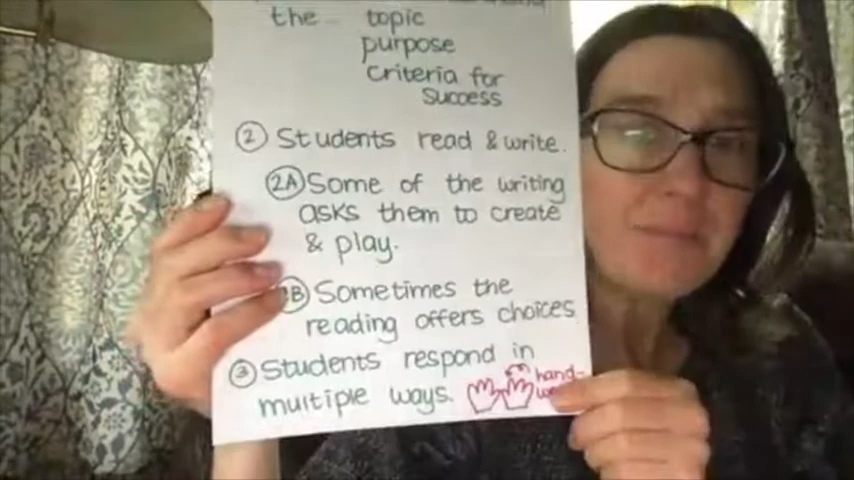 the topic
purpose
criteria for
success
2 Students read & write.
2A Some of the writing
asks them to create
& play.
B Sometimes the
reading offers choices
3 Students respond in
multiple ways.
hand-